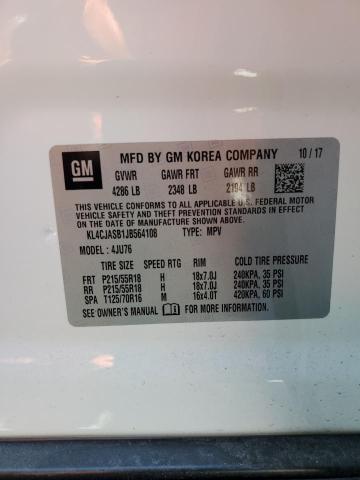 GM
MFD BY GM KOREA COMPANY 10/17
GVWR GAWR FRT GAWR RR
4286 LB 2348 LB 2194 LB
THIS VEHICLE CONFORMS TO ALL APPLICABLE U.S. FEDERAL MOTOR
VEHICLE SAFETY, BUMPER, AND THEFT PREVENTION STANDARDS
IN EFFECT ON THE DATE OF MANUFACTURE SHOWN ABOVE.
KL4CJASB1JB564108 TYPE: MPV
MODEL: 4JU76
TIRE SIZE SPEED RTG RIM COLD TIRE PRESSURE
FRT P215/55R18 H 18x7.0J 240KPA, 35 PSI
RR P215/55R18 H 18x7.0J 240KPA, 35 PSI
SPA T125/70R16 M 16x4.0T 420KPA, 60 PSI
SEE OWNER'S MANUAL FOR MORE INFORMATION